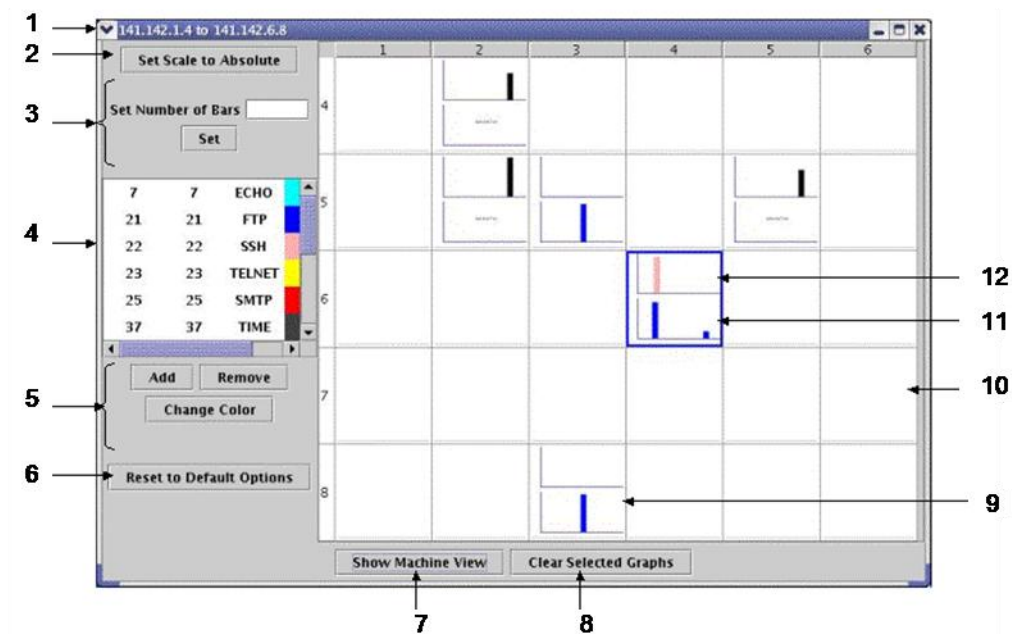 1
141.142.1.4 to 141.142.6.8
2
Set Scale to Absolute
1 2 3 4 5 6
3
Set Number of Bars
Set
4
4
7 7 ECHO
21 21 FTP
22 22 SSH
23 23 TELNET
25 25 SMTP
37 37 TIME
5
6
12
11
5
Add Remove
Change Color
7
10
6
Reset to Default Options
8
9
Show Machine View Clear Selected Graphs
7 8